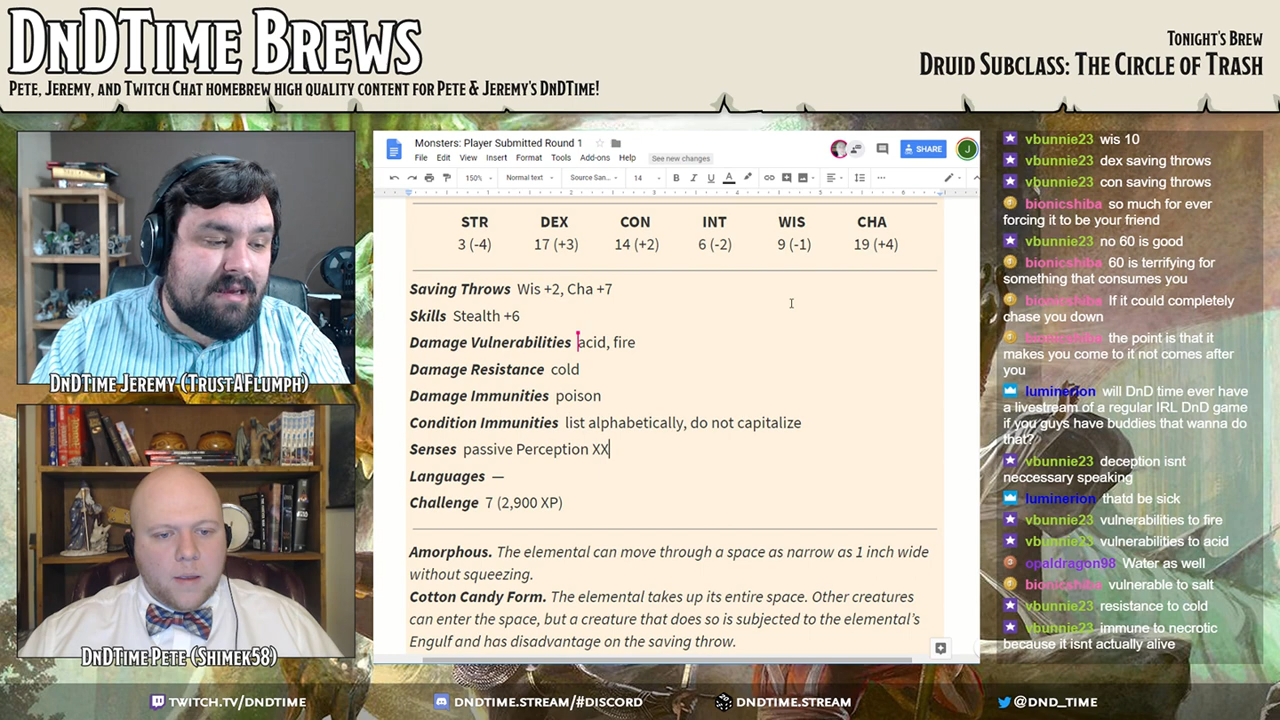 DnDTime Brews
Pete, Jeremy, and Twitch Chat homebrew high quality content for Pete & Jeremy's DnDTime!
Tonight's Brew
Druid Subclass: The Circle of Trash
DnDTime Jeremy (TrustAFlumph)
DnDTime Pete (Shimek58)
Monsters: Player Submitted Round 1
File Edit View Insert Format Tools Add-ons Help See new changes
SHARE
J
150% Normal text Source San... 14 B I U A
STR DEX CON INT WIS CHA
3 (-4) 17 (+3) 14 (+2) 6 (-2) 9 (-1) 19 (+4)
Saving Throws Wis +2, Cha +7
Skills Stealth +6
Damage Vulnerabilities acid, fire
Damage Resistance cold
Damage Immunities poison
Condition Immunities list alphabetically, do not capitalize
Senses passive Perception XX
Languages —
Challenge 7 (2,900 XP)
Amorphous. The elemental can move through a space as narrow as 1 inch wide
without squeezing.
Cotton Candy Form. The elemental takes up its entire space. Other creatures
can enter the space, but a creature that does so is subjected to the elemental's
Engulf and has disadvantage on the saving throw.
vbunnie23 wis 10
vbunnie23 dex saving throws
vbunnie23 con saving throws
bionicshiba so much for ever
forcing it to be your friend
vbunnie23 no 60 is good
bionicshiba 60 is terrifying for
something that consumes you
bionicshiba If it could completely
chase you down
bionicshiba the point is that it
makes you come to it not comes after
you
luminerion will DnD time ever have
a livestream of a regular IRL DnD game
if you guys have buddies that wanna do
that?
vbunnie23 deception isnt
neccessary speaking
luminerion thatd be sick
vbunnie23 vulnerabilities to fire
vbunnie23 vulnerabilities to acid
opaldragon98 Water as well
bionicshiba vulnerable to salt
vbunnie23 resistance to cold
vbunnie23 immune to necrotic
because it isnt actually alive
twitch.tv/dndtime
dndtime.stream/#discord
dndtime.stream
@dnd_time